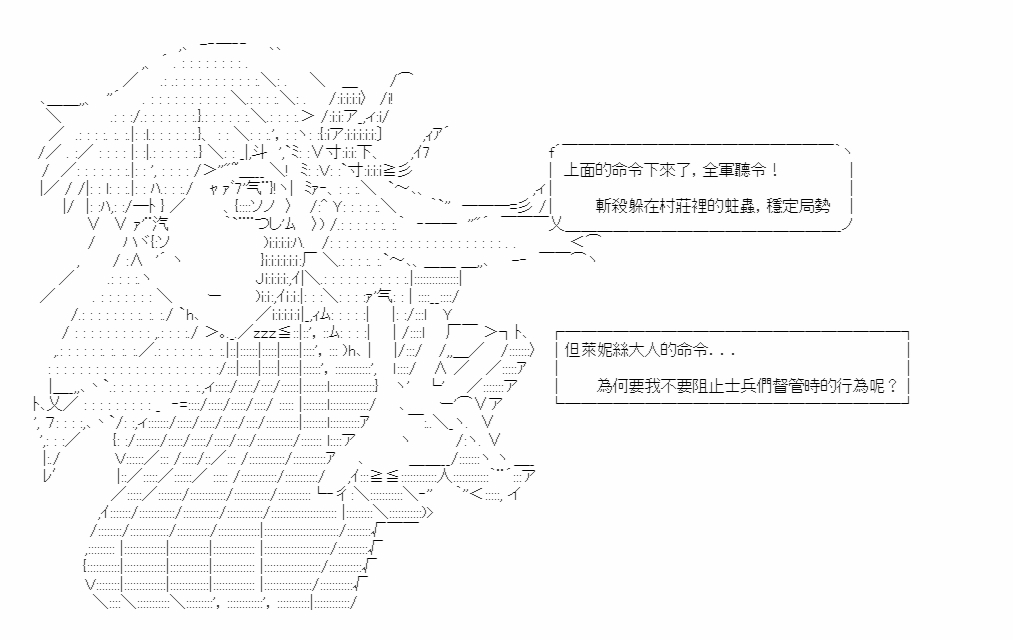 上面的命令下來了，全軍聽令！
斬殺躲在村莊裡的蛀蟲，穩定局勢
但萊妮絲大人的命令...
為何要我不要阻止士兵們督管時的行為呢？